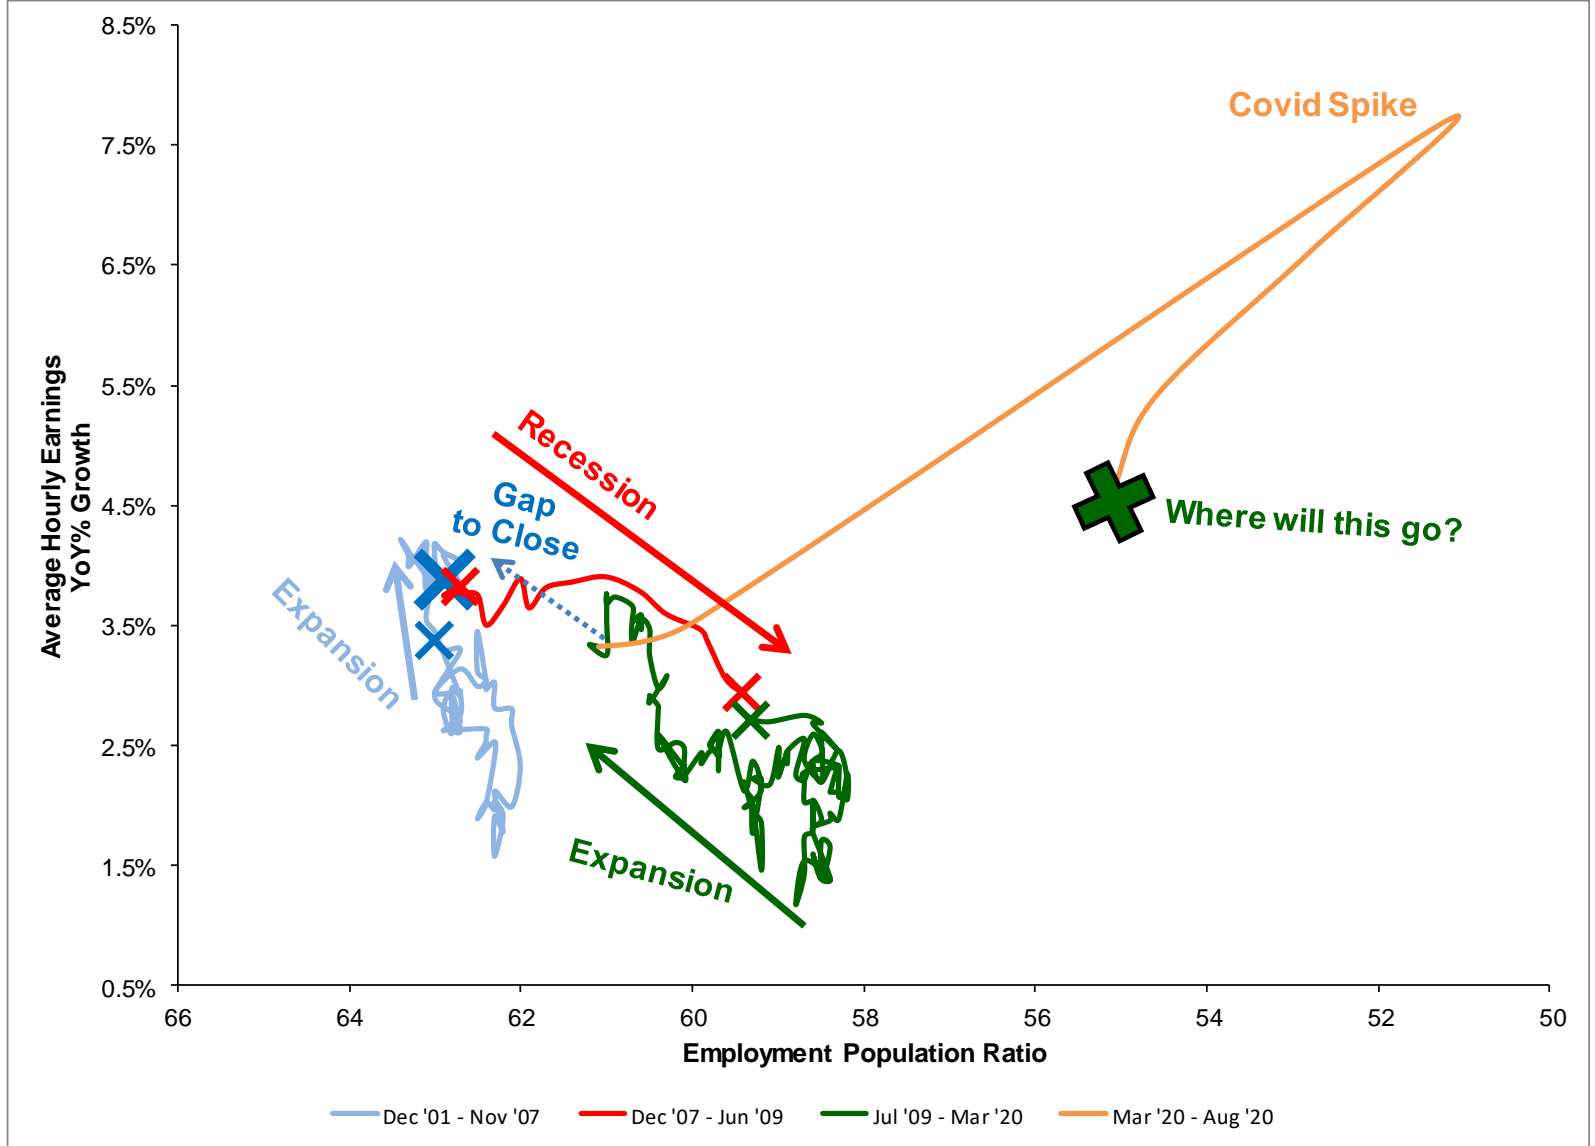 8.5%
7.5%
6.5%
5.5%
4.5%
3.5%
2.5%
1.5%
0.5%
Average Hourly Earnings
YoY% Growth
Covid Spike
Recession
Gap
to Close
Where will this go?
Expansion
Expansion
66
64
62
60
58
56
54
52
50
Employment Population Ratio
Dec '01 - Nov '07
Dec '07 - Jun '09
Jul '09 - Mar '20
Mar '20 - Aug '20